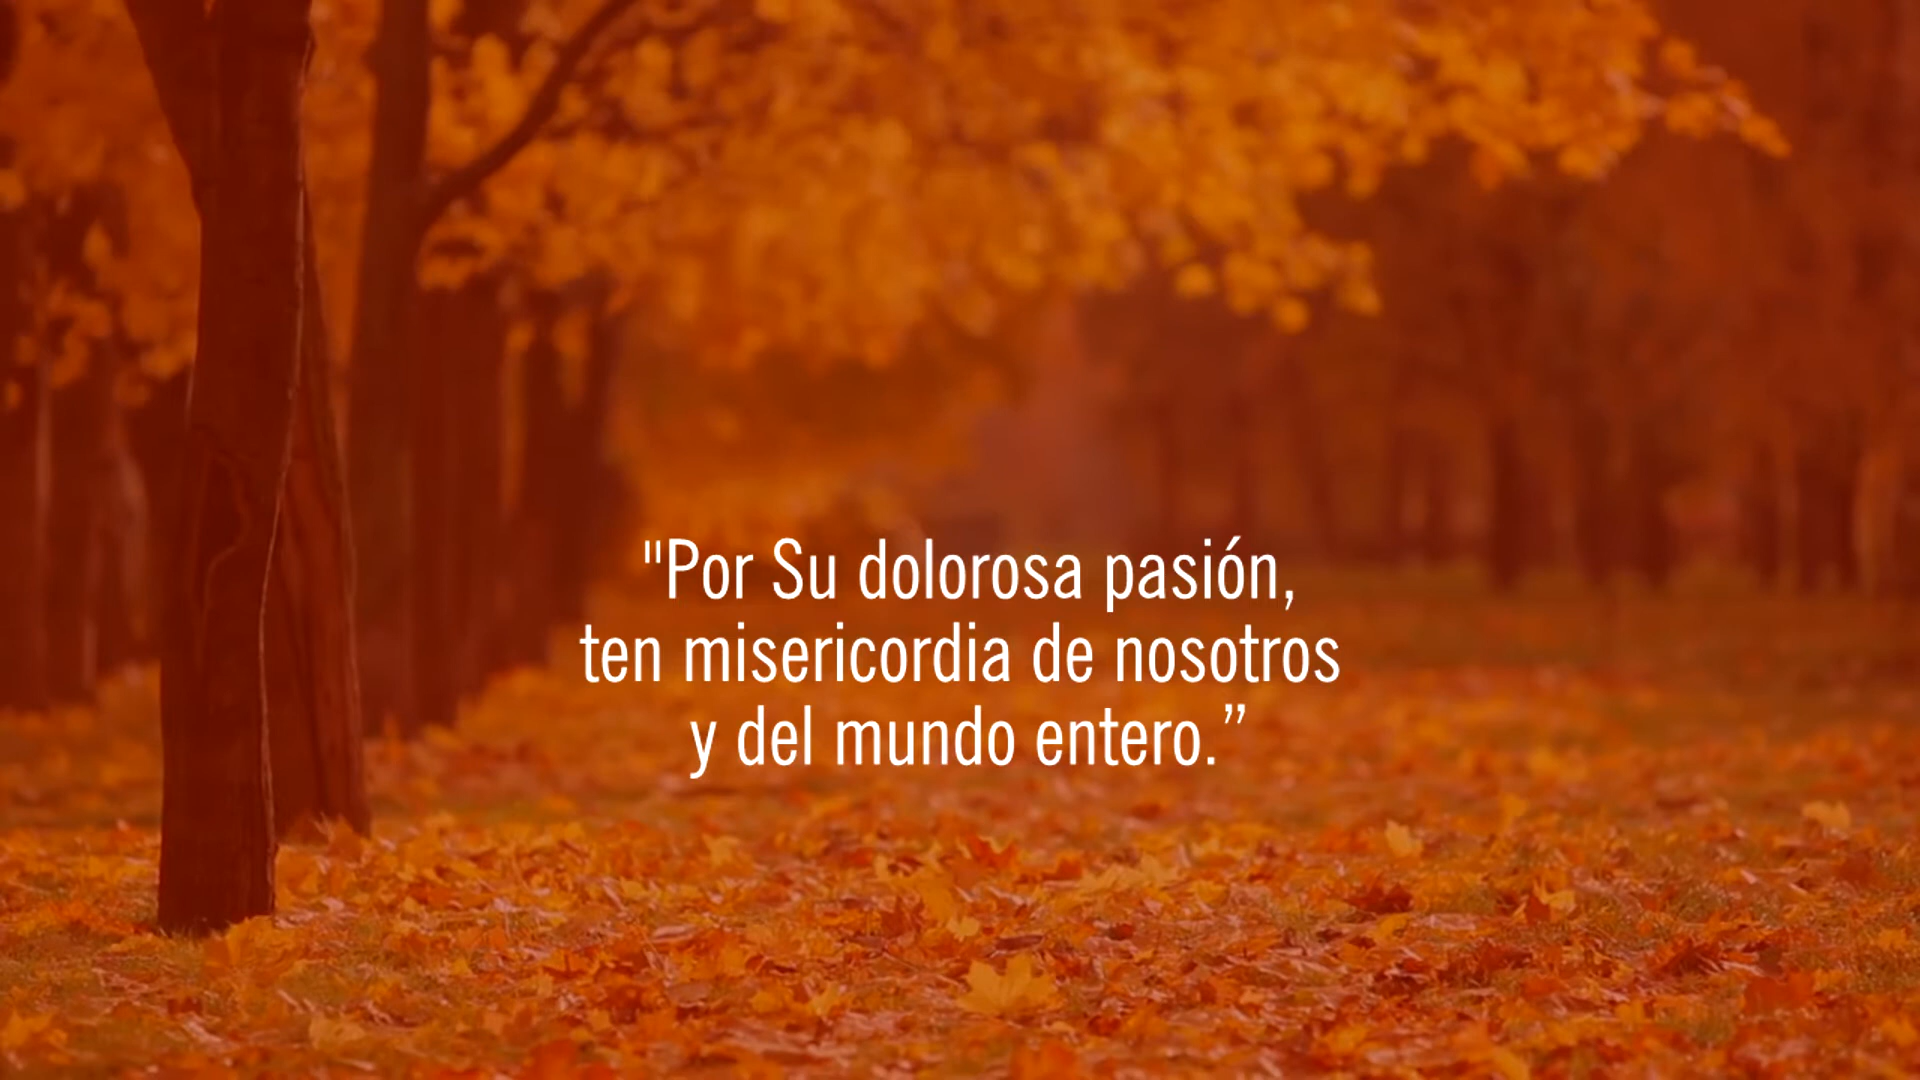 "Por Su dolorosa pasión,
ten misericordia de nosotros
y del mundo entero.”